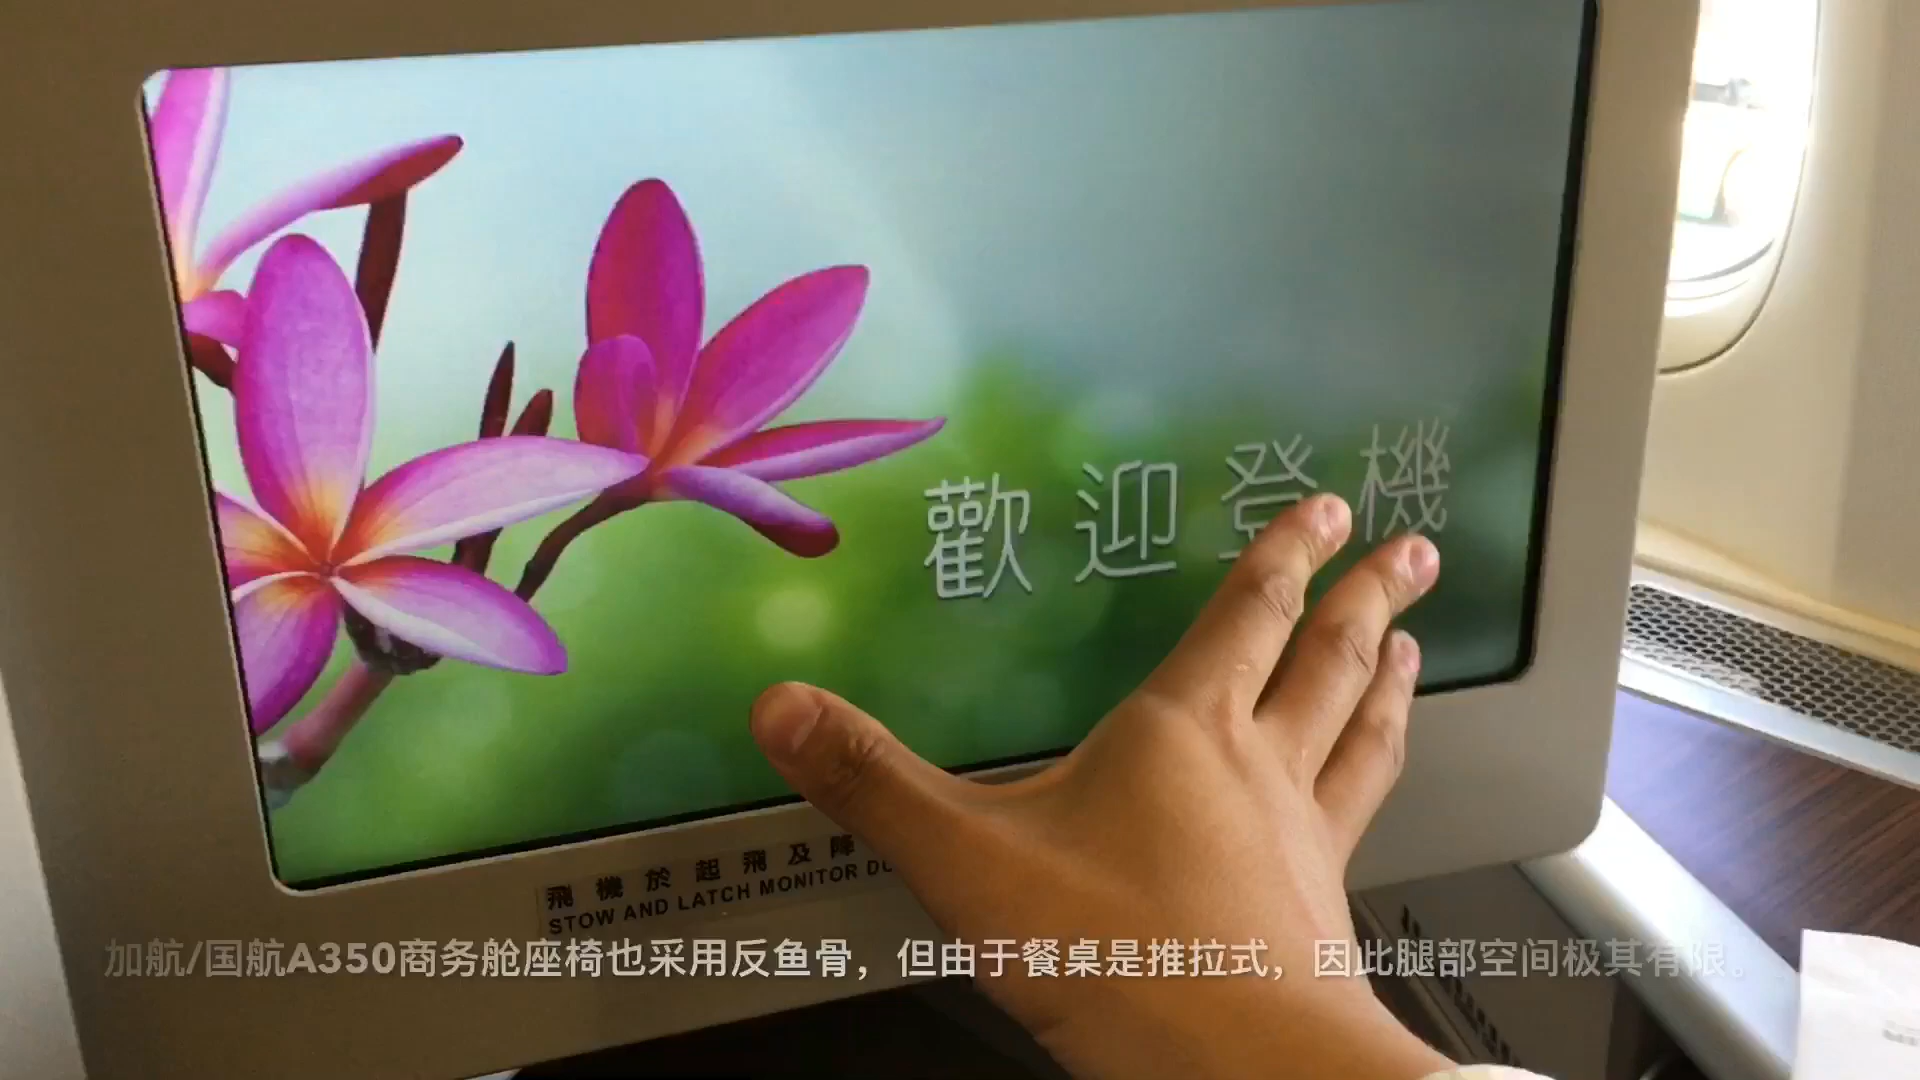 歡迎登機
飛機於起飛及降
STOW AND LATCH MONITOR DU
加航/国航A350商务舱座椅也采用反鱼骨，但由于餐桌是推拉式，因此腿部空间极其有限。